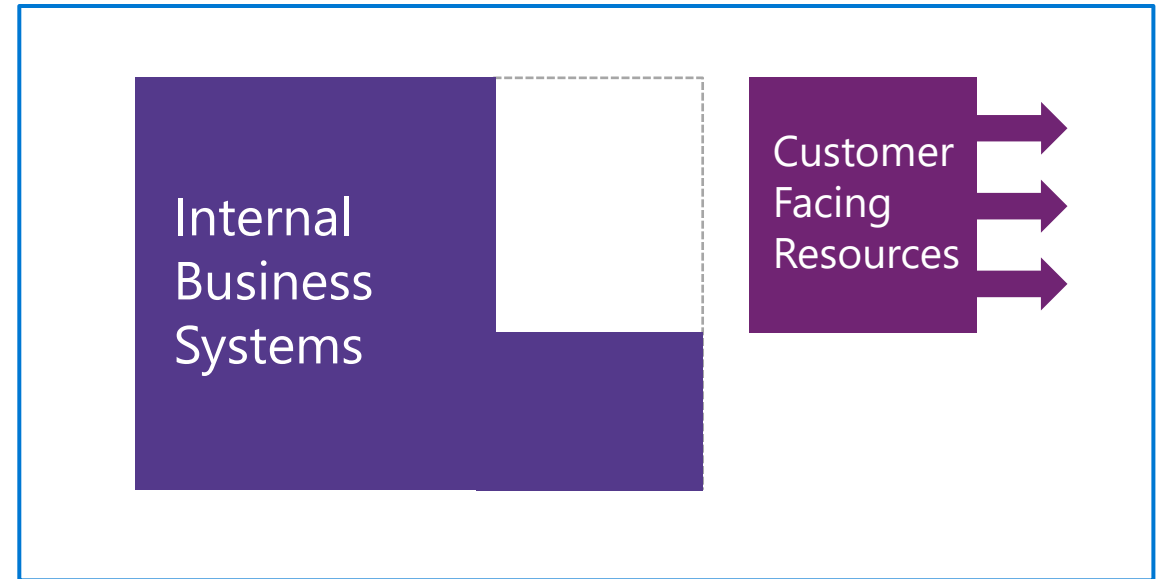 Internal
Business
Systems
Customer
Facing
Resources